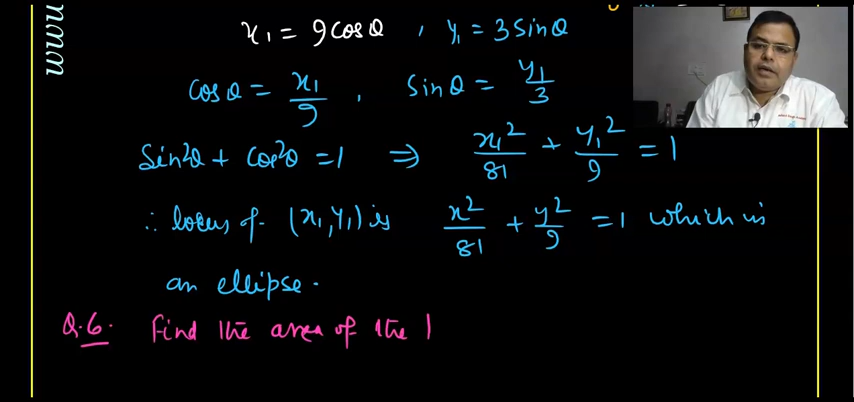 x₁ = 9cosθ , y₁ = 3sinθ
cosθ = x₁/9 , sinθ = y₁/3
Sin²θ + Cos²θ = 1 ⇒ x₁²/81 + y₁²/9 = 1
∴ locus of (x₁, y₁) is x²/81 + y²/9 = 1 which is
an ellipse.
Q.6. Find the area of the